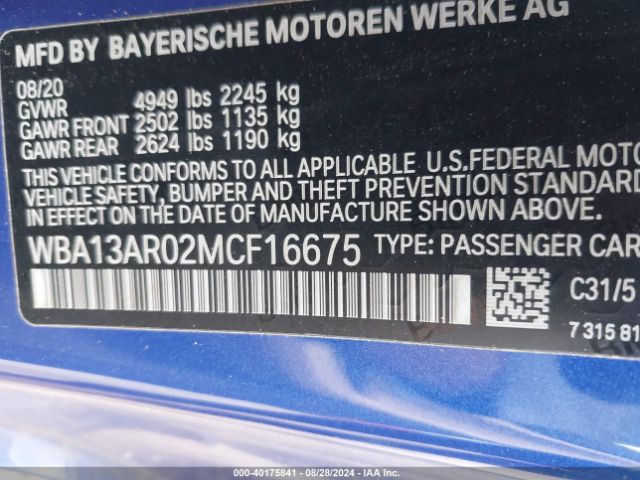 MFD BY BAYERISCHE MOTOREN WERKE AG
08/20
GVWR 4949 lbs 2245 kg
GAWR FRONT 2502 lbs 1135 kg
GAWR REAR 2624 lbs 1190 kg
THIS VEHICLE CONFORMS TO ALL APPLICABLE U.S.FEDERAL MOTO
VEHICLE SAFETY, BUMPER AND THEFT PREVENTION STANDARD
IN EFFECT ON THE DATE OF MANUFACTURE SHOWN ABOVE.
WBA13AR02MCF16675 TYPE: PASSENGER CAR
C31/5
7 315 81
000-40175841 / 08/28/2024 - IAA Inc.